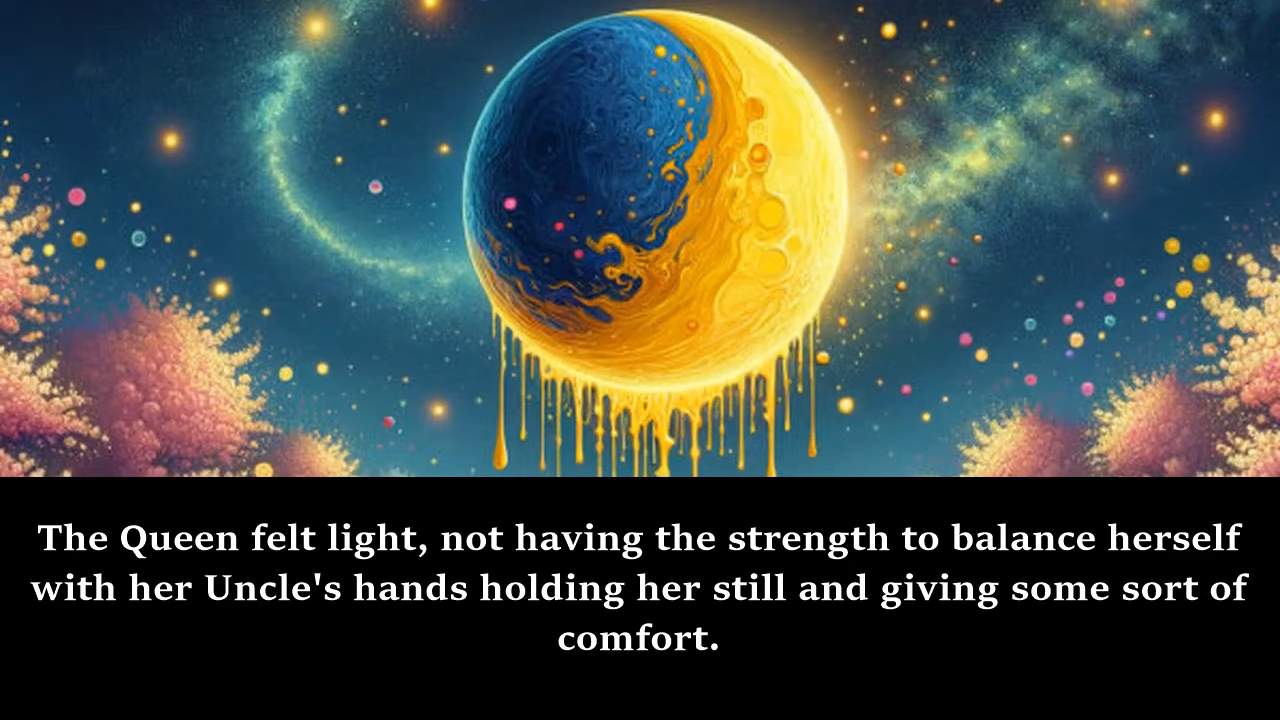 The Queen felt light, not having the strength to balance herself
with her Uncle's hands holding her still and giving some sort of
comfort.